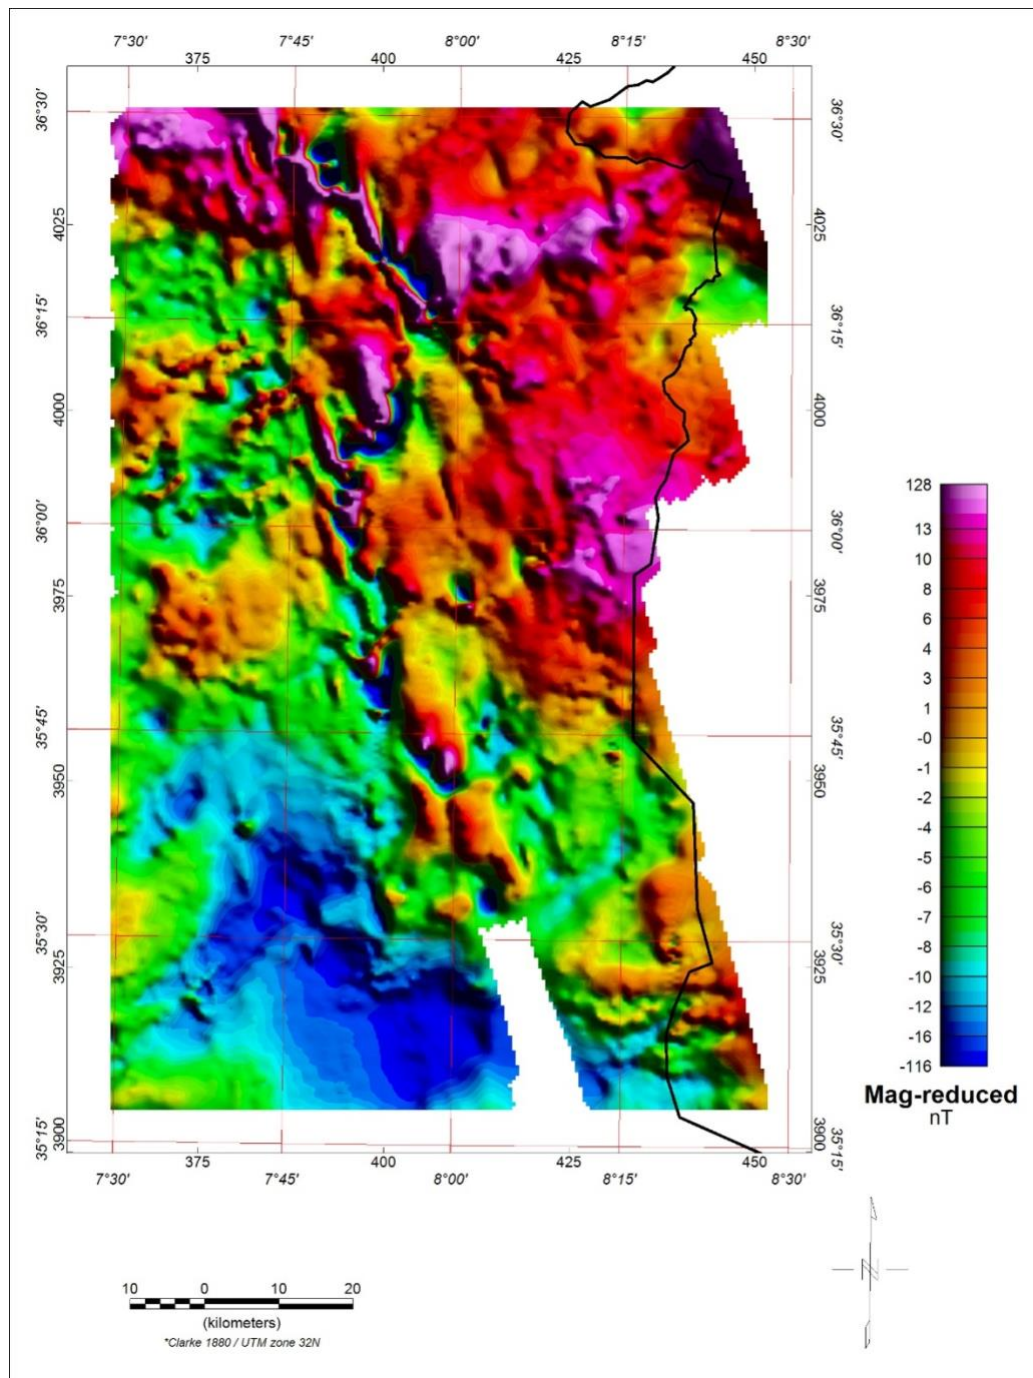 7°30' 7°45' 8°00' 8°15' 8°30'
375 400 425 450
36°30' 36°30'
4025 4025
36°15' 36°15'
4000 4000
36°00' 36°00'
3975 3975
35°45' 35°45'
3950 3950
35°30' 35°30'
3925 3925
35°15' 3900 3900 35°15'
375 400 425 450
7°30' 7°45' 8°00' 8°15' 8°30'
128
13
10
8
6
4
3
1
-0
-1
-2
-4
-5
-6
-7
-8
-10
-12
-16
-116
Mag-reduced
nT
N
10 0 10 20
(kilometers)
*Clarke 1880 / UTM zone 32N